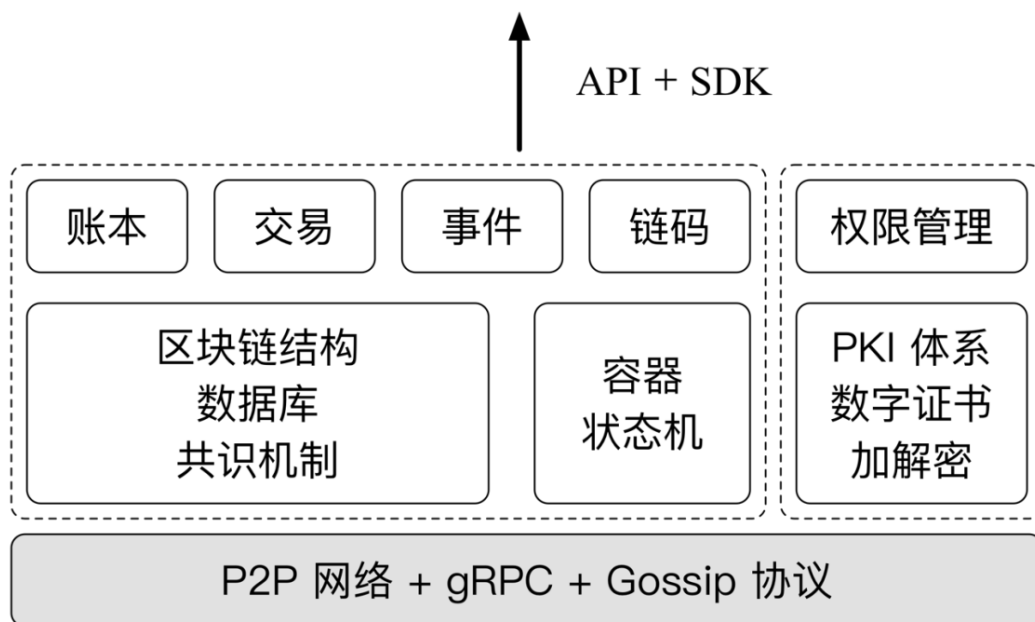 API + SDK
账本
交易
事件
链码
权限管理
区块链结构
数据库
共识机制
容器
状态机
PKI 体系
数字证书
加解密
P2P 网络 + gRPC + Gossip 协议